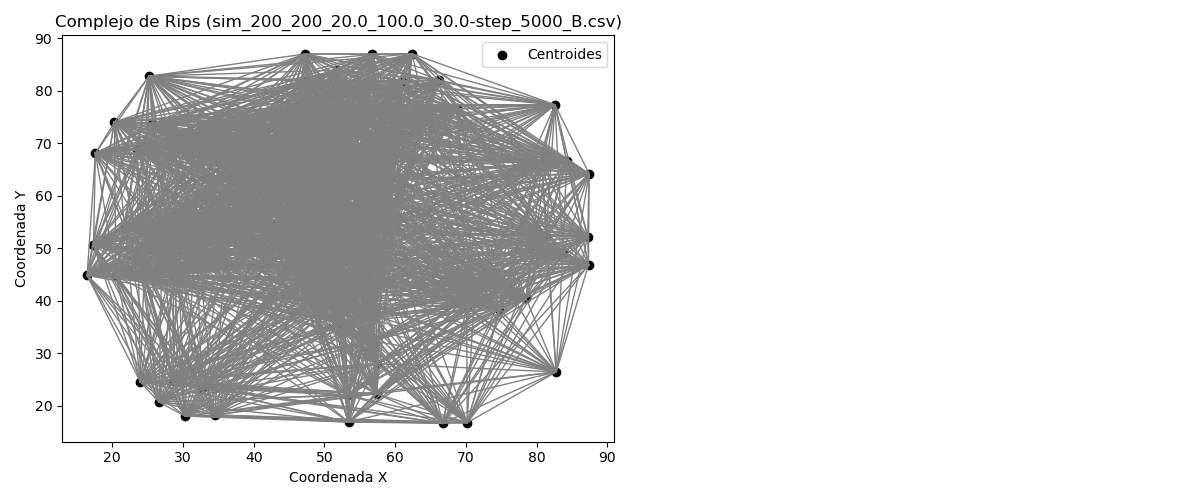 Complejo de Rips (sim_200_200_20.0_100.0_30.0-step_5000_B.csv)
Centroides
90
80
70
60
50
40
30
20
Coordenada Y
20 30 40 50 60 70 80 90
Coordenada X